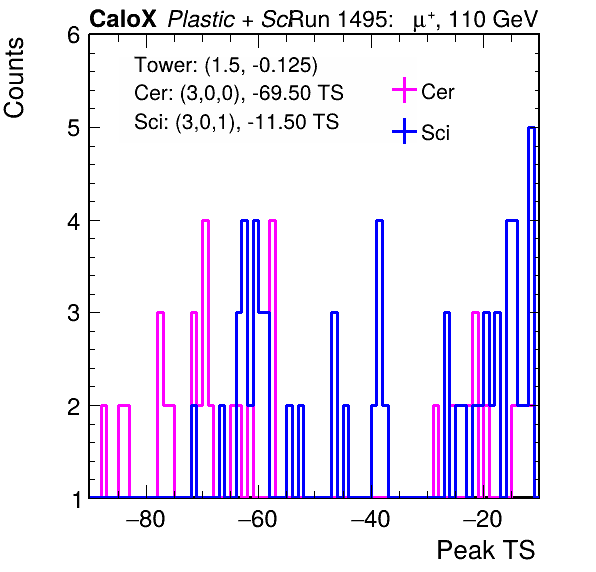 CaloX Plastic + Sci Run 1495: μ⁺, 110 GeV
Counts
Tower: (1.5, -0.125)
Cer: (3,0,0), -69.50 TS
Sci: (3,0,1), -11.50 TS
Cer
Sci
6
5
4
3
2
1
−80 −60 −40 −20
Peak TS